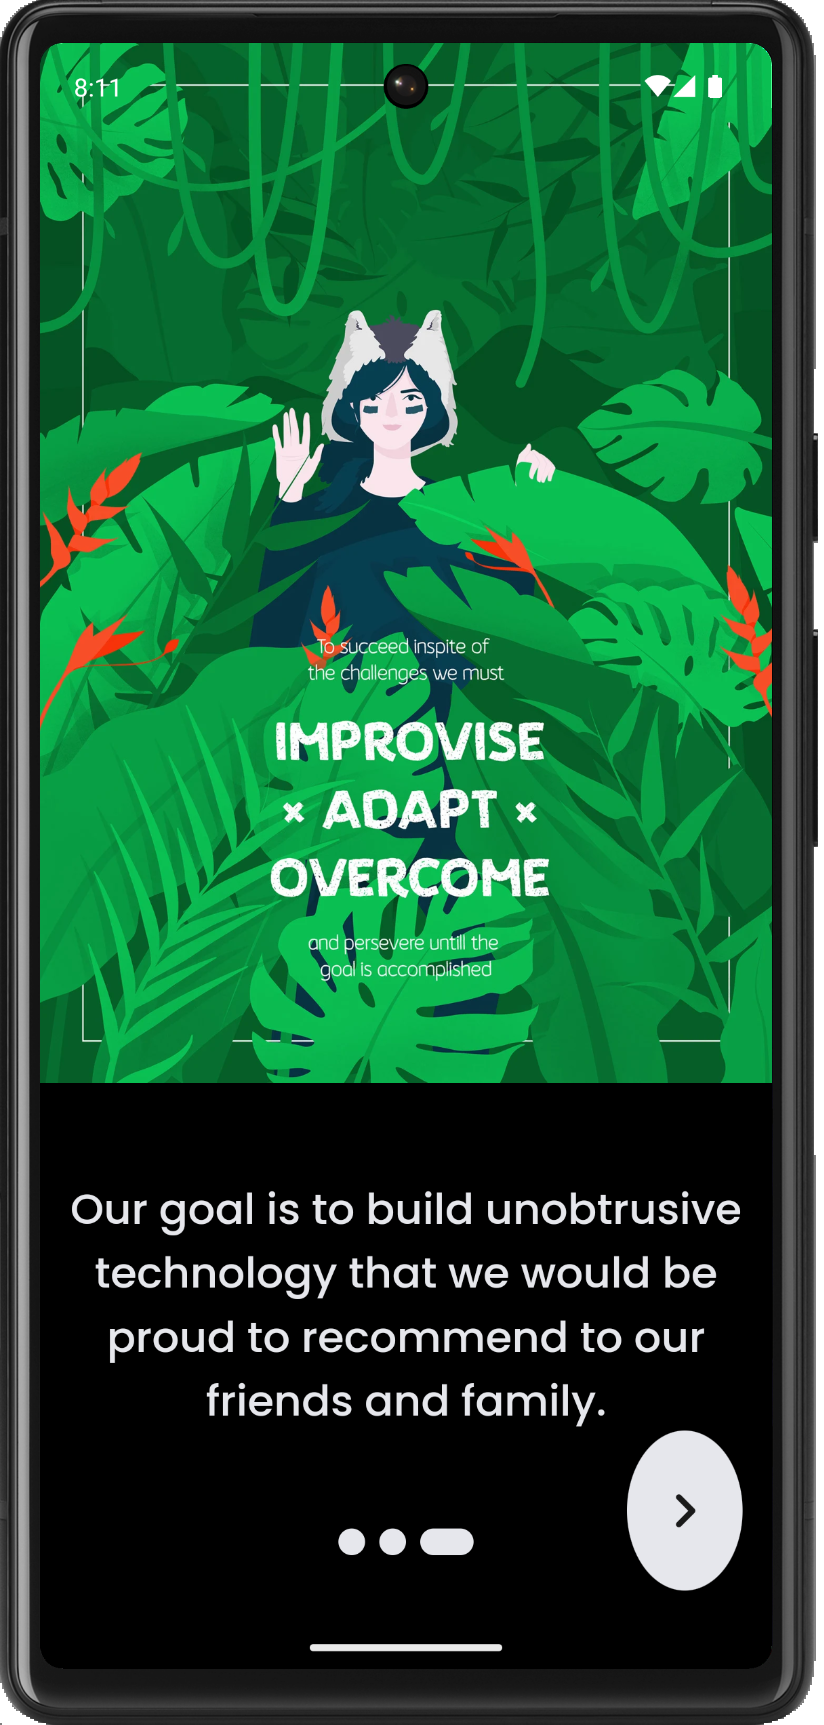 8:11
To succeed inspite of
the challenges we must
IMPROVISE
× ADAPT ×
OVERCOME
and persevere untill the
goal is accomplished
Our goal is to build unobtrusive
technology that we would be
proud to recommend to our
friends and family.